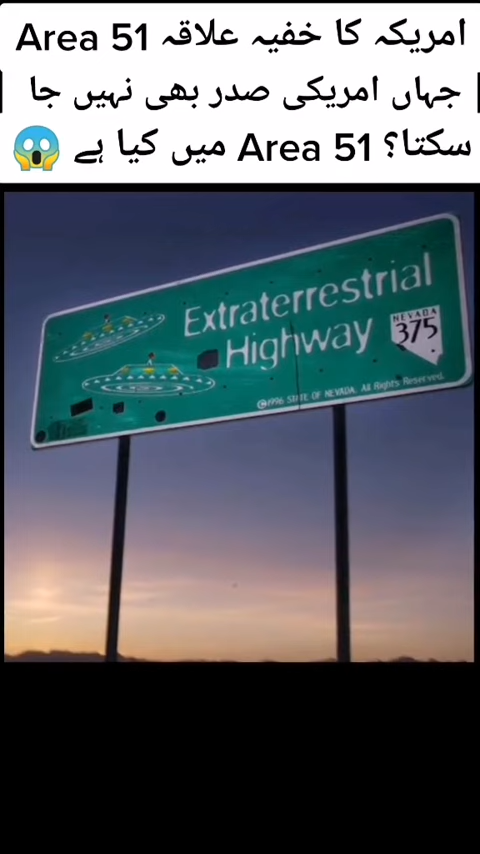 امریکہ کا خفیہ علاقہ Area 51
| جہاں امریکی صدر بھی نہیں جا |
سکتا؟ Area 51 میں کیا ہے 😱
Extraterrestrial
Highway
NEVADA
375
©1996 STATE OF NEVADA. All Rights Reserved.